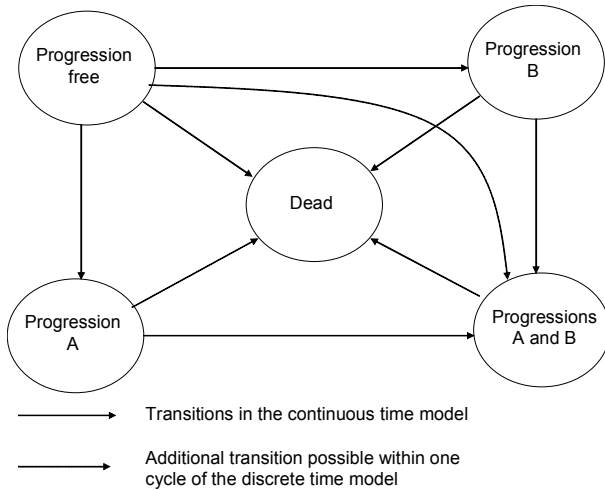 Progression
free
Progression
B
Dead
Progression
A
Progressions
A and B
Transitions in the continuous time model
Additional transition possible within one
cycle of the discrete time model